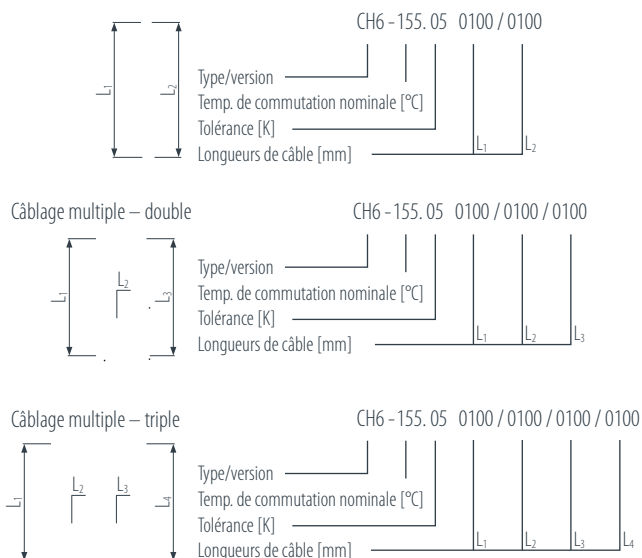 CH6 - 155. 05 0100 / 0100
L1
L2
Type/version
Temp. de commutation nominale [°C]
Tolérance [K]
Longueurs de câble [mm]
L1
L2
Câblage multiple – double
CH6 - 155. 05 0100 / 0100 / 0100
L1
L2
L3
Type/version
Temp. de commutation nominale [°C]
Tolérance [K]
Longueurs de câble [mm]
L1
L2
L3
Câblage multiple – triple
CH6 - 155. 05 0100 / 0100 / 0100 / 0100
L1
L2
L3
L4
Type/version
Temp. de commutation nominale [°C]
Tolérance [K]
Longueurs de câble [mm]
L1
L2
L3
L4